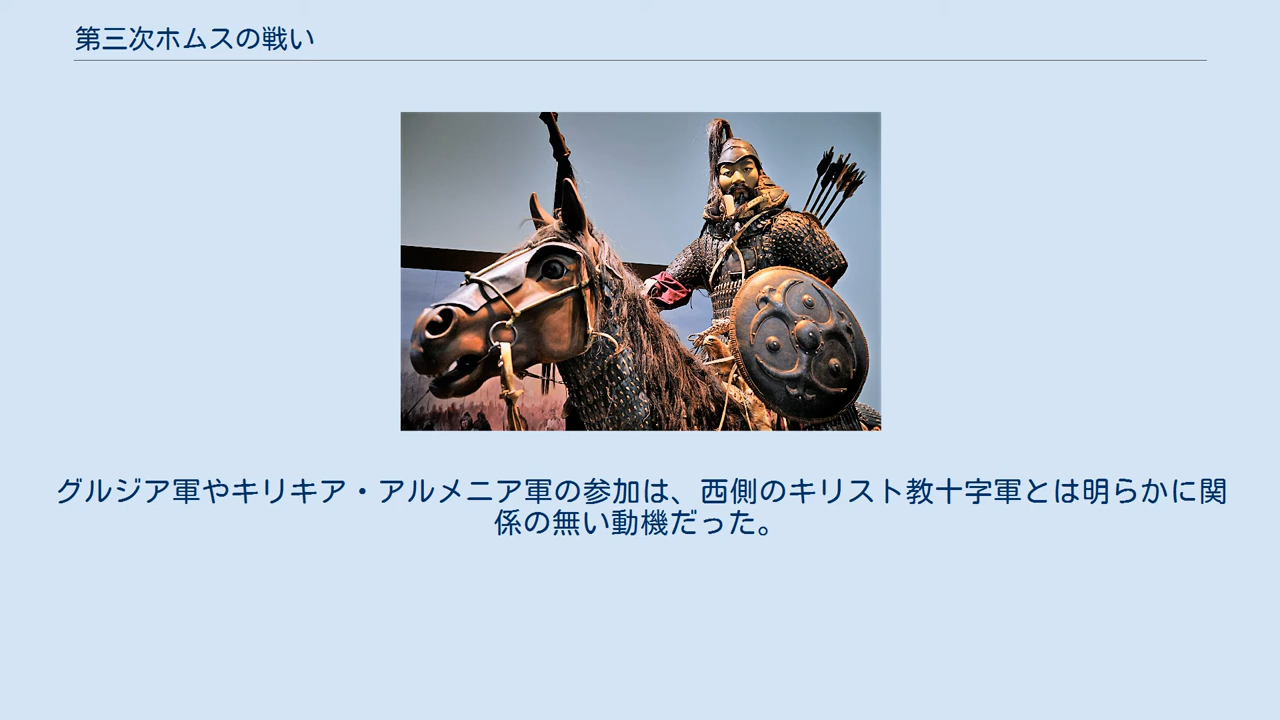 第三次ホムスの戦い
グルジア軍やキリキア・アルメニア軍の参加は、西側のキリスト教十字軍とは明らかに関
係の無い動機だった。